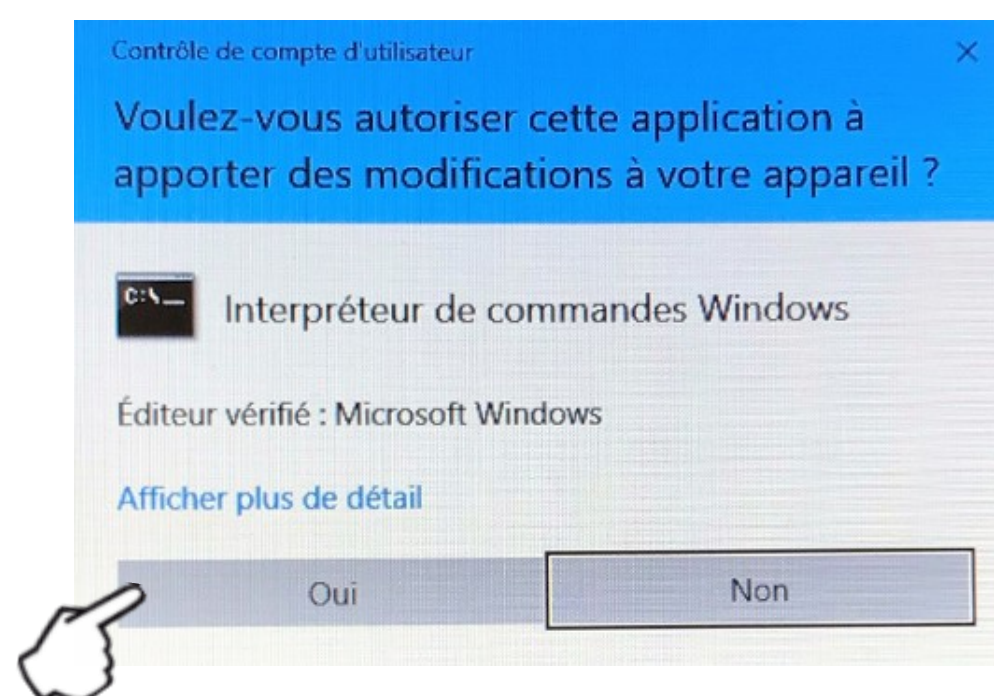 Contrôle de compte d'utilisateur
Voulez-vous autoriser cette application à
apporter des modifications à votre appareil ?
C:\_
Interpréteur de commandes Windows
Éditeur vérifié : Microsoft Windows
Afficher plus de détail
Oui
Non